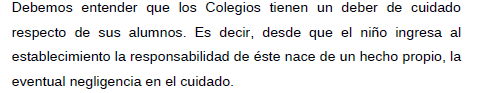 Debemos entender que los Colegios tienen un deber de cuidado
respecto de sus alumnos. Es decir, desde que el niño ingresa al
establecimiento la responsabilidad de éste nace de un hecho propio, la
eventual negligencia en el cuidado.